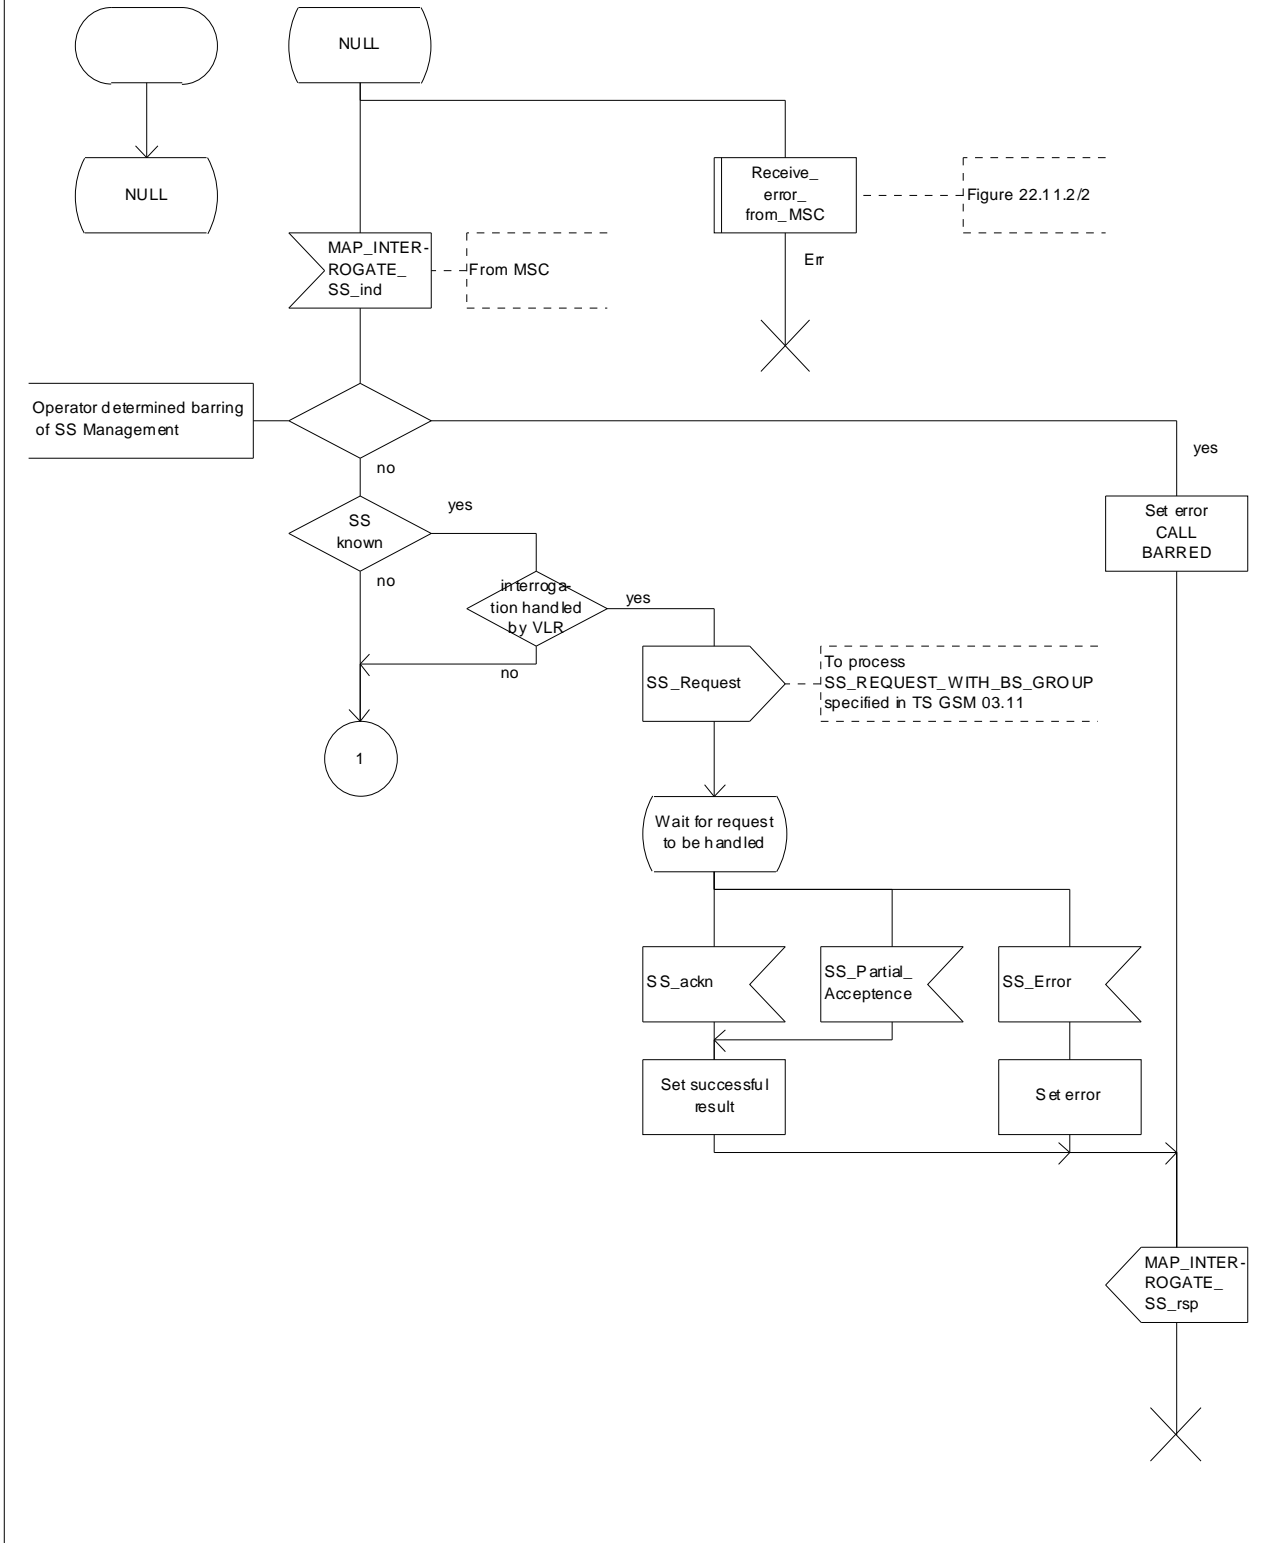 NULL
NULL
Receive_
error_
from_MSC
Figure 22.11.2/2
MAP_INTER-
ROGATE_
SS_ind
From MSC
Err
Operator determined barring
of SS Management
no
yes
SS
known
yes
no
Set error
CALL
BARRED
interroga-
tion handled
by VLR
yes
no
SS_Request
To process
SS_REQUEST_WITH_BS_GROUP
specified in TS GSM 03.11
1
Wait for request
to be handled
SS_ackn
SS_Partial_
Acceptence
SS_Error
Set successful
result
Set error
MAP_INTER-
ROGATE_
SS_rsp